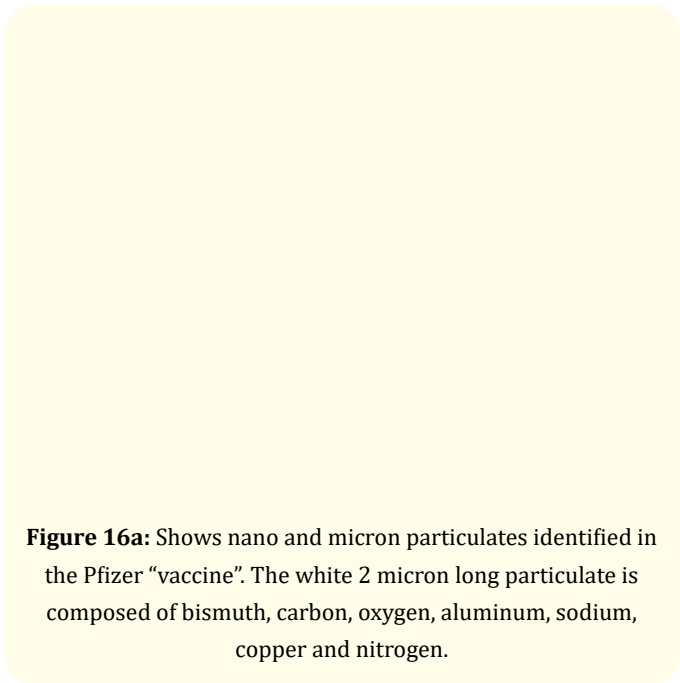 Figure 16a: Shows nano and micron particulates identified in
the Pfizer “vaccine”. The white 2 micron long particulate is
composed of bismuth, carbon, oxygen, aluminum, sodium,
copper and nitrogen.